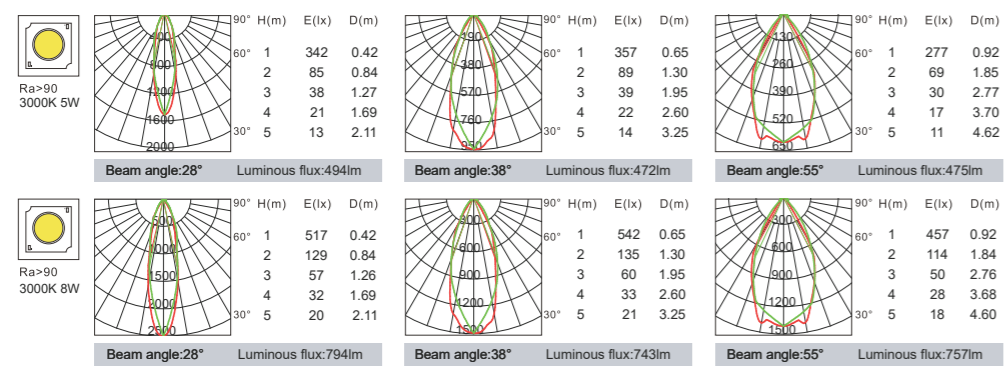 90° H(m) E(lx) D(m)
400
60° 1 342 0.42
800
2 85 0.84
Ra>90
3000K 5W
1200
3 38 1.27
1600
4 21 1.69
30° 5 13 2.11
2000
Beam angle:28° Luminous flux:494lm
90° H(m) E(lx) D(m)
190
60° 1 357 0.65
380
2 89 1.30
570
3 39 1.95
760
4 22 2.60
30° 5 14 3.25
950
Beam angle:38° Luminous flux:472lm
90° H(m) E(lx) D(m)
130
60° 1 277 0.92
260
2 69 1.85
390
3 30 2.77
520
4 17 3.70
30° 5 11 4.62
650
Beam angle:55° Luminous flux:475lm
90° H(m) E(lx) D(m)
500
60° 1 517 0.42
1000
2 129 0.84
Ra>90
3000K 8W
1500
3 57 1.26
2000
4 32 1.69
30° 5 20 2.11
2500
Beam angle:28° Luminous flux:794lm
90° H(m) E(lx) D(m)
300
60° 1 542 0.65
600
2 135 1.30
900
3 60 1.95
1200
4 33 2.60
30° 5 21 3.25
1500
Beam angle:38° Luminous flux:743lm
90° H(m) E(lx) D(m)
300
60° 1 457 0.92
600
2 114 1.84
900
3 50 2.76
1200
4 28 3.68
30° 5 18 4.60
1500
Beam angle:55° Luminous flux:757lm